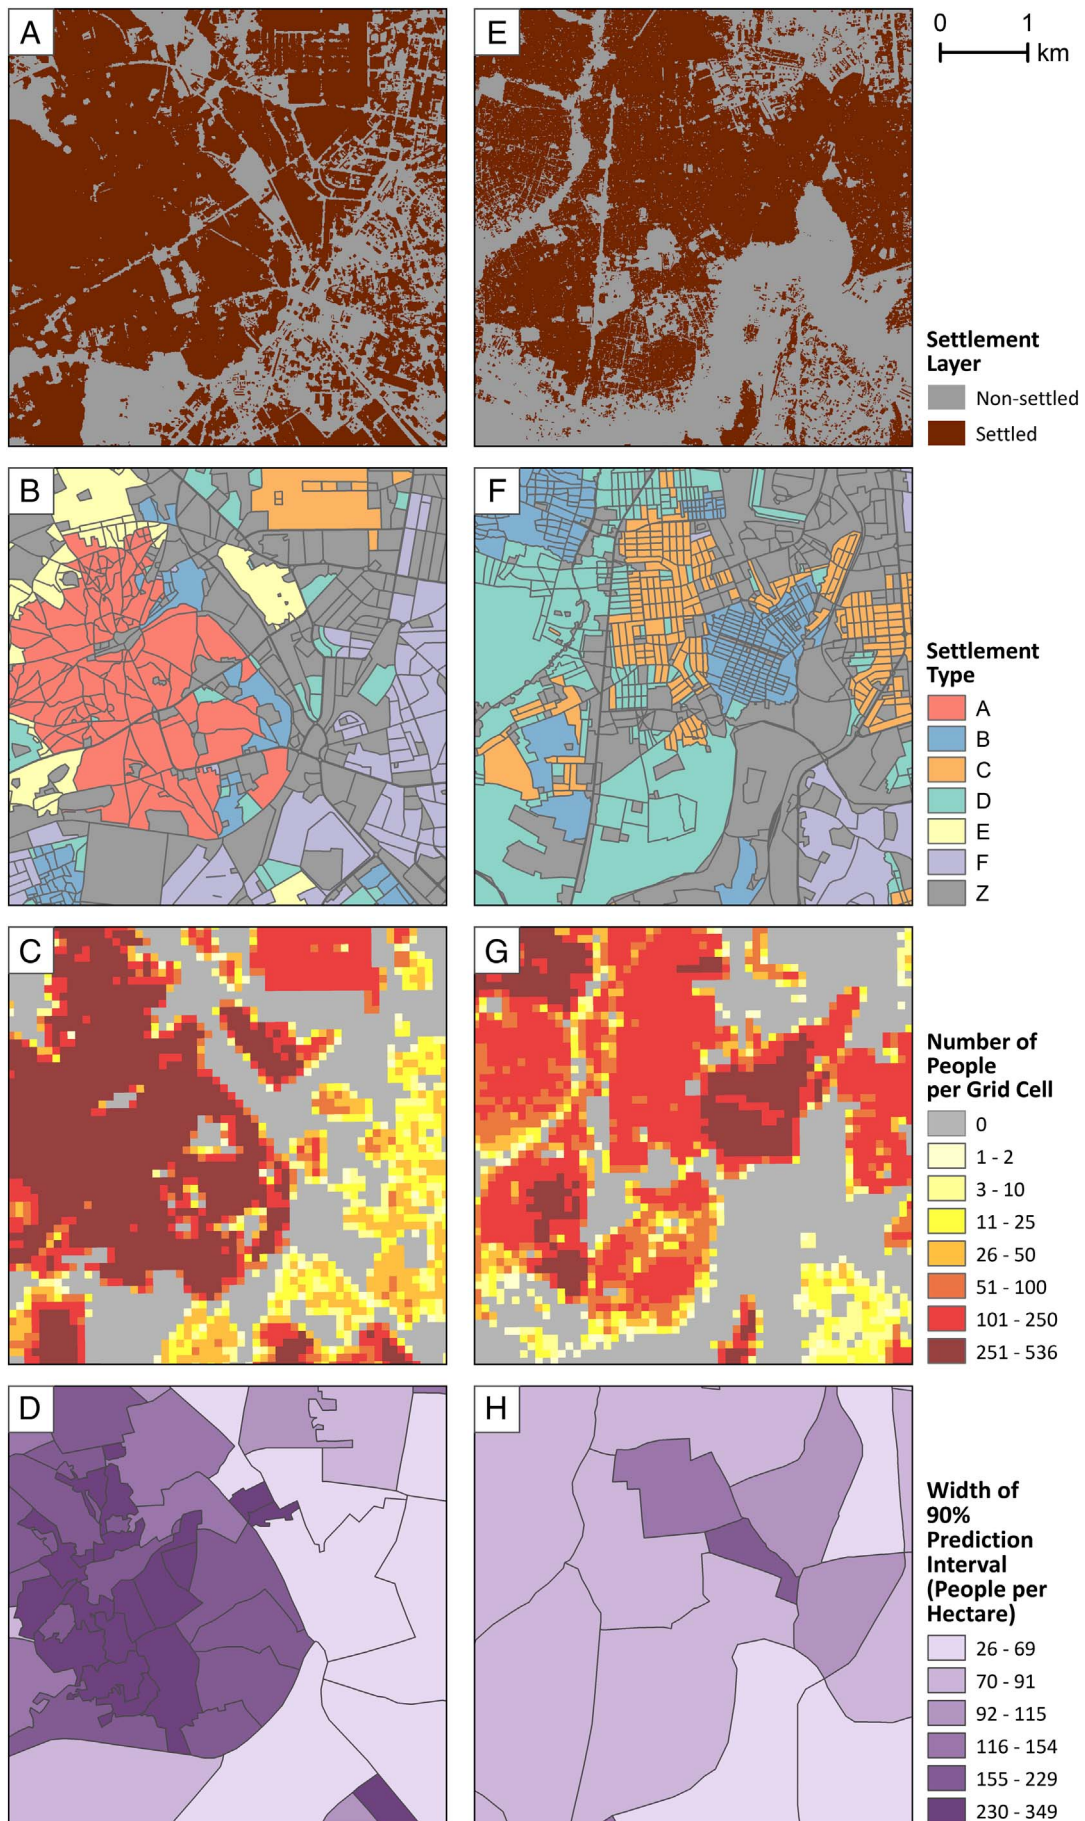 A
E
0 1
km
Settlement
Layer
Non-settled
Settled
B
F
Settlement
Type
A
B
C
D
E
F
Z
C
G
Number of
People
per Grid Cell
0
1 - 2
3 - 10
11 - 25
26 - 50
51 - 100
101 - 250
251 - 536
D
H
Width of
90%
Prediction
Interval
(People per
Hectare)
26 - 69
70 - 91
92 - 115
116 - 154
155 - 229
230 - 349